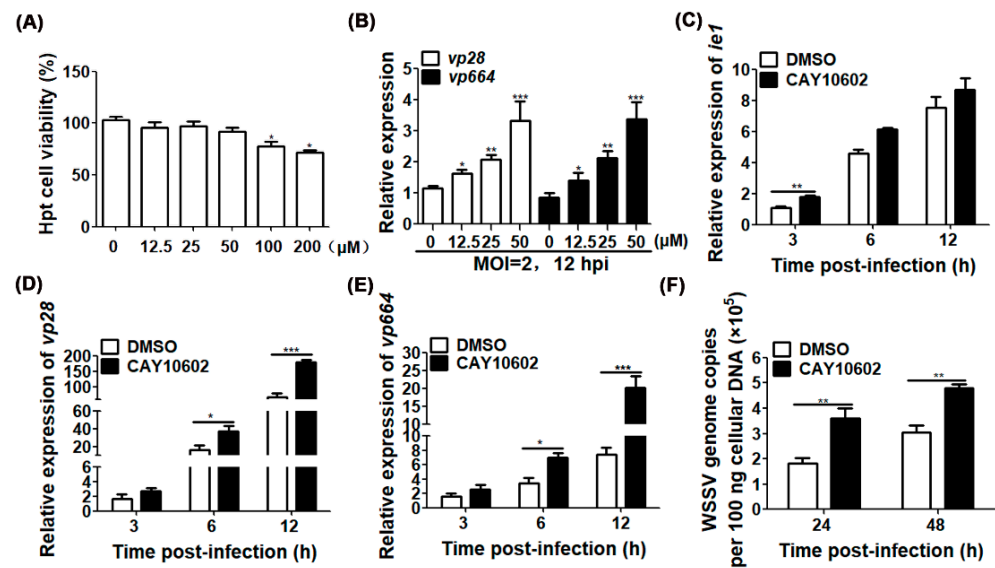 (A)
Hpt cell viability (%)
150
100
50
0
* *
0 12.5 25 50 100 200 (μM)
(B)
vp28
vp664
Relative expression
5
4
3
2
1
0
* ** *** * ** ***
0 12.5 25 50 0 12.5 25 50 (μM)
MOI=2, 12 hpi
(C)
DMSO
CAY10602
Relative expression of ie1
10
8
6
4
2
0
**
3 6 12
Time post-infection (h)
(D)
DMSO
CAY10602
Relative expression of vp28
200
150
100
50
60
40
20
6
4
2
0
* ***
3 6 12
Time post-infection (h)
(E)
DMSO
CAY10602
Relative expression of vp664
30
25
20
15
10
10
8
6
4
2
0
* ***
3 6 12
Time post-infection (h)
(F)
DMSO
CAY10602
WSSV genome copies
per 100 ng cellular DNA (×10⁵)
6
5
4
3
2
1
0
** **
24 48
Time post-infection (h)